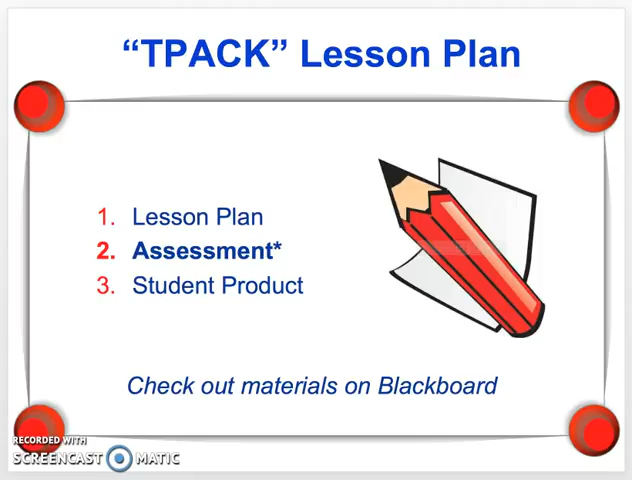 “TPACK” Lesson Plan
1. Lesson Plan
2. Assessment*
3. Student Product
Check out materials on Blackboard
RECORDED WITH
SCREENCAST MATIC